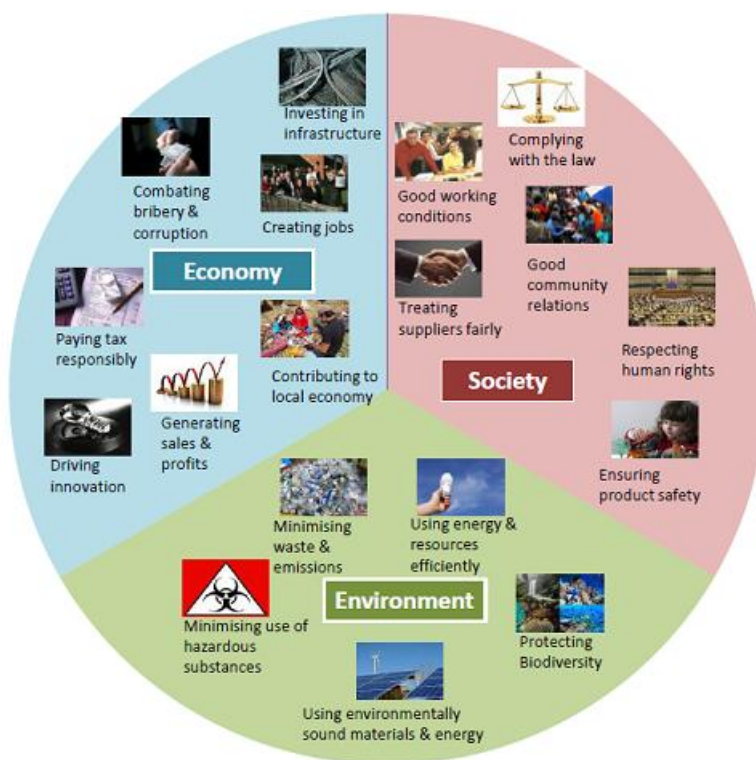 Investing in
infrastructure
Combating
bribery &
corruption
Creating jobs
Economy
Paying tax
responsibly
Contributing to
local economy
Generating
sales &
profits
Driving
innovation
Complying
with the law
Good working
conditions
Good
community
relations
Treating
suppliers fairly
Respecting
human rights
Society
Ensuring
product safety
Minimising
waste &
emissions
Using energy &
resources
efficiently
Environment
Minimising use of
hazardous
substances
Protecting
Biodiversity
Using environmentally
sound materials & energy